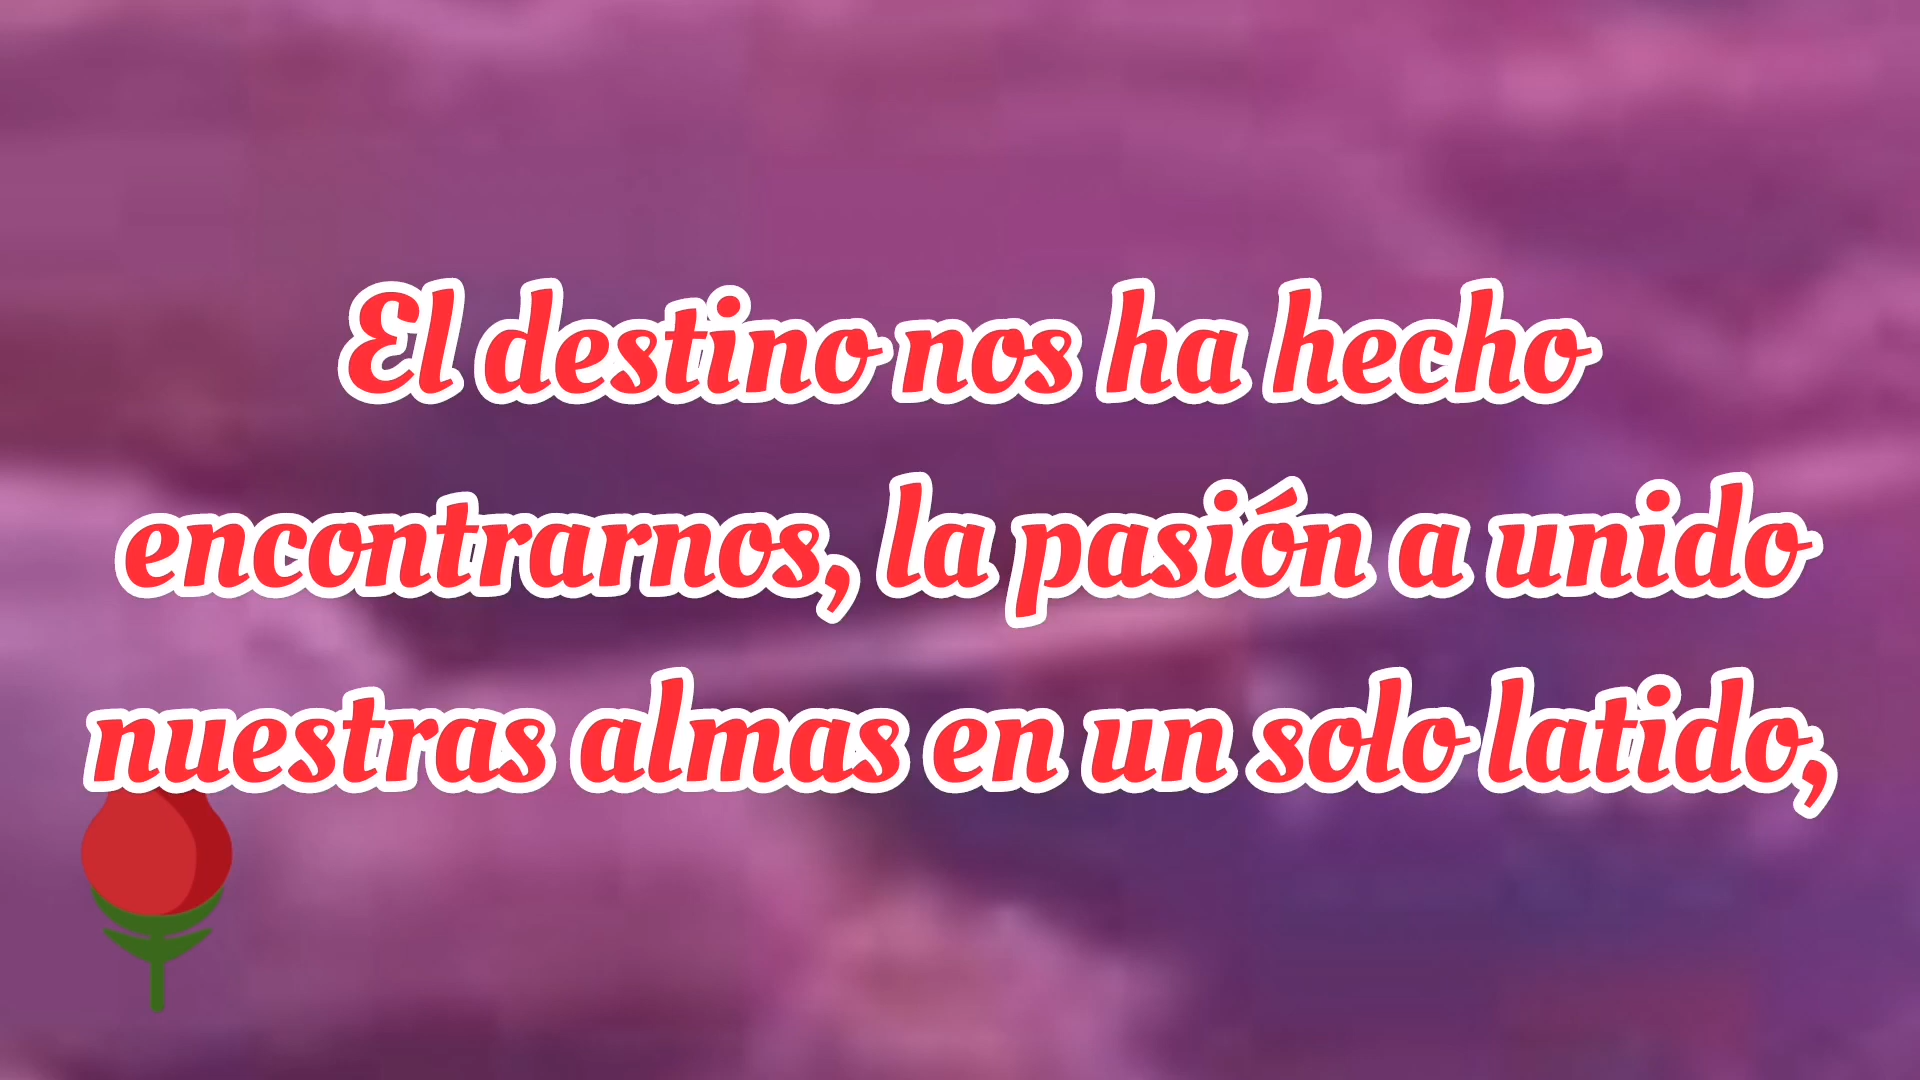 El destino nos ha hecho
encontrarnos, la pasión a unido
nuestras almas en un solo latido,